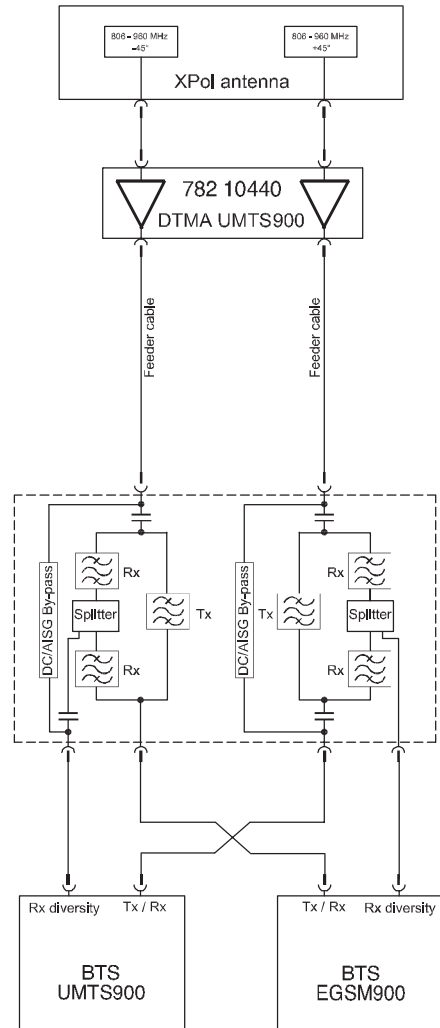 806 - 960 MHz
–45°
806 - 960 MHz
+45°
XPol antenna
782 10440
DTMA UMTS900
Feeder cable
Feeder cable
DC/AISG By-pass
Rx
Splitter
Rx
Tx
DC/AISG By-pass
Tx
Rx
Splitter
Rx
Rx diversity
Tx / Rx
Tx / Rx
Rx diversity
BTS
UMTS900
BTS
EGSM900